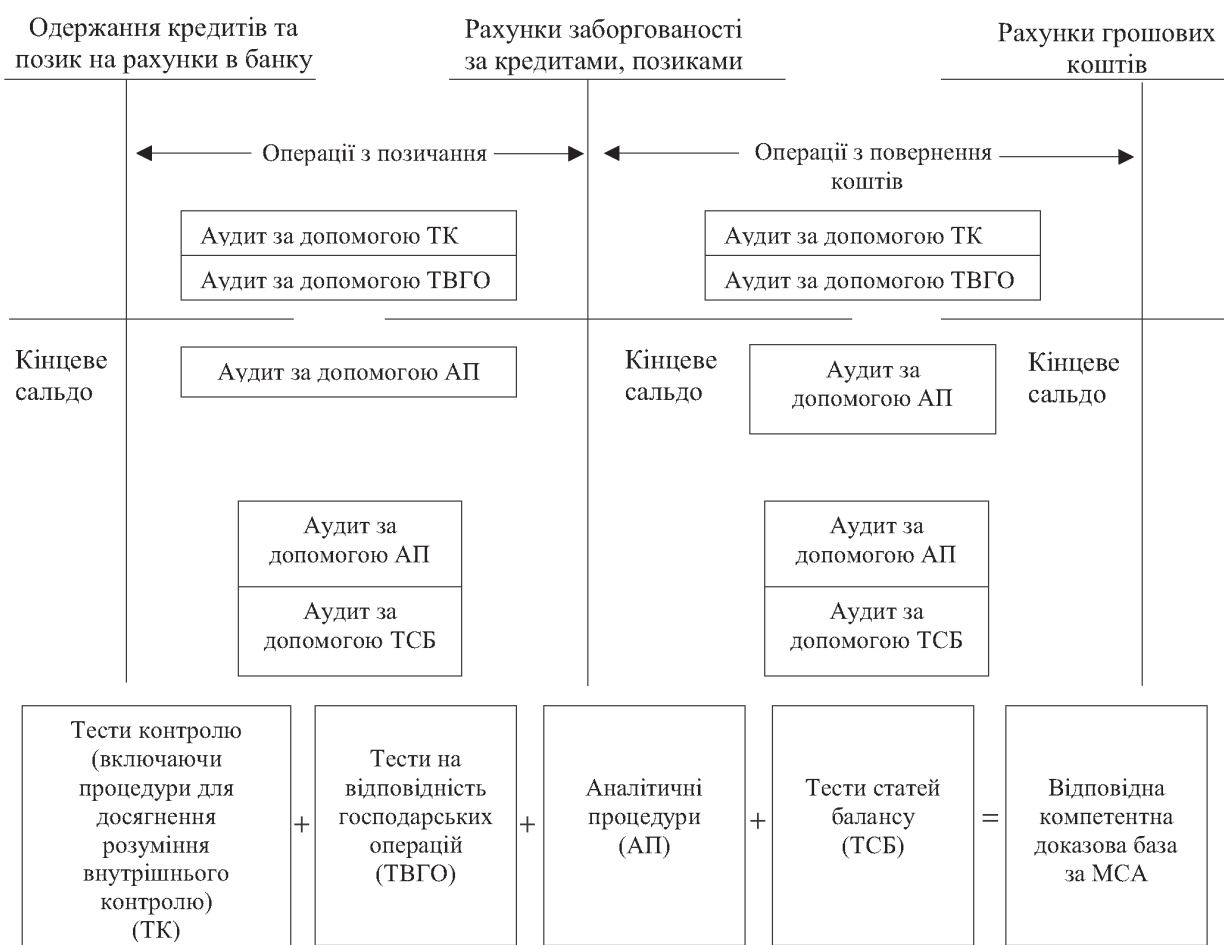 Одержання кредитів та
позик на рахунки в банку
Рахунки заборгованості
за кредитами, позиками
Рахунки грошових
коштів
Операції з позичання
Операції з повернення
коштів
Аудит за допомогою ТК
Аудит за допомогою ТВГО
Аудит за допомогою ТК
Аудит за допомогою ТВГО
Кінцеве
сальдо
Аудит за допомогою АП
Кінцеве
сальдо
Аудит за
допомогою АП
Кінцеве
сальдо
Аудит за
допомогою АП
Аудит за
допомогою ТСБ
Аудит за
допомогою АП
Аудит за
допомогою ТСБ
Тести контролю
(включаючи
процедури для
досягнення
розуміння
внутрішнього
контролю)
(ТК)
+
Тести на
відповідність
господарських
операцій
(ТВГО)
+
Аналітичні
процедури
(АП)
+
Тести статей
балансу
(ТСБ)
=
Відповідна
компетентна
доказова база
за МСА